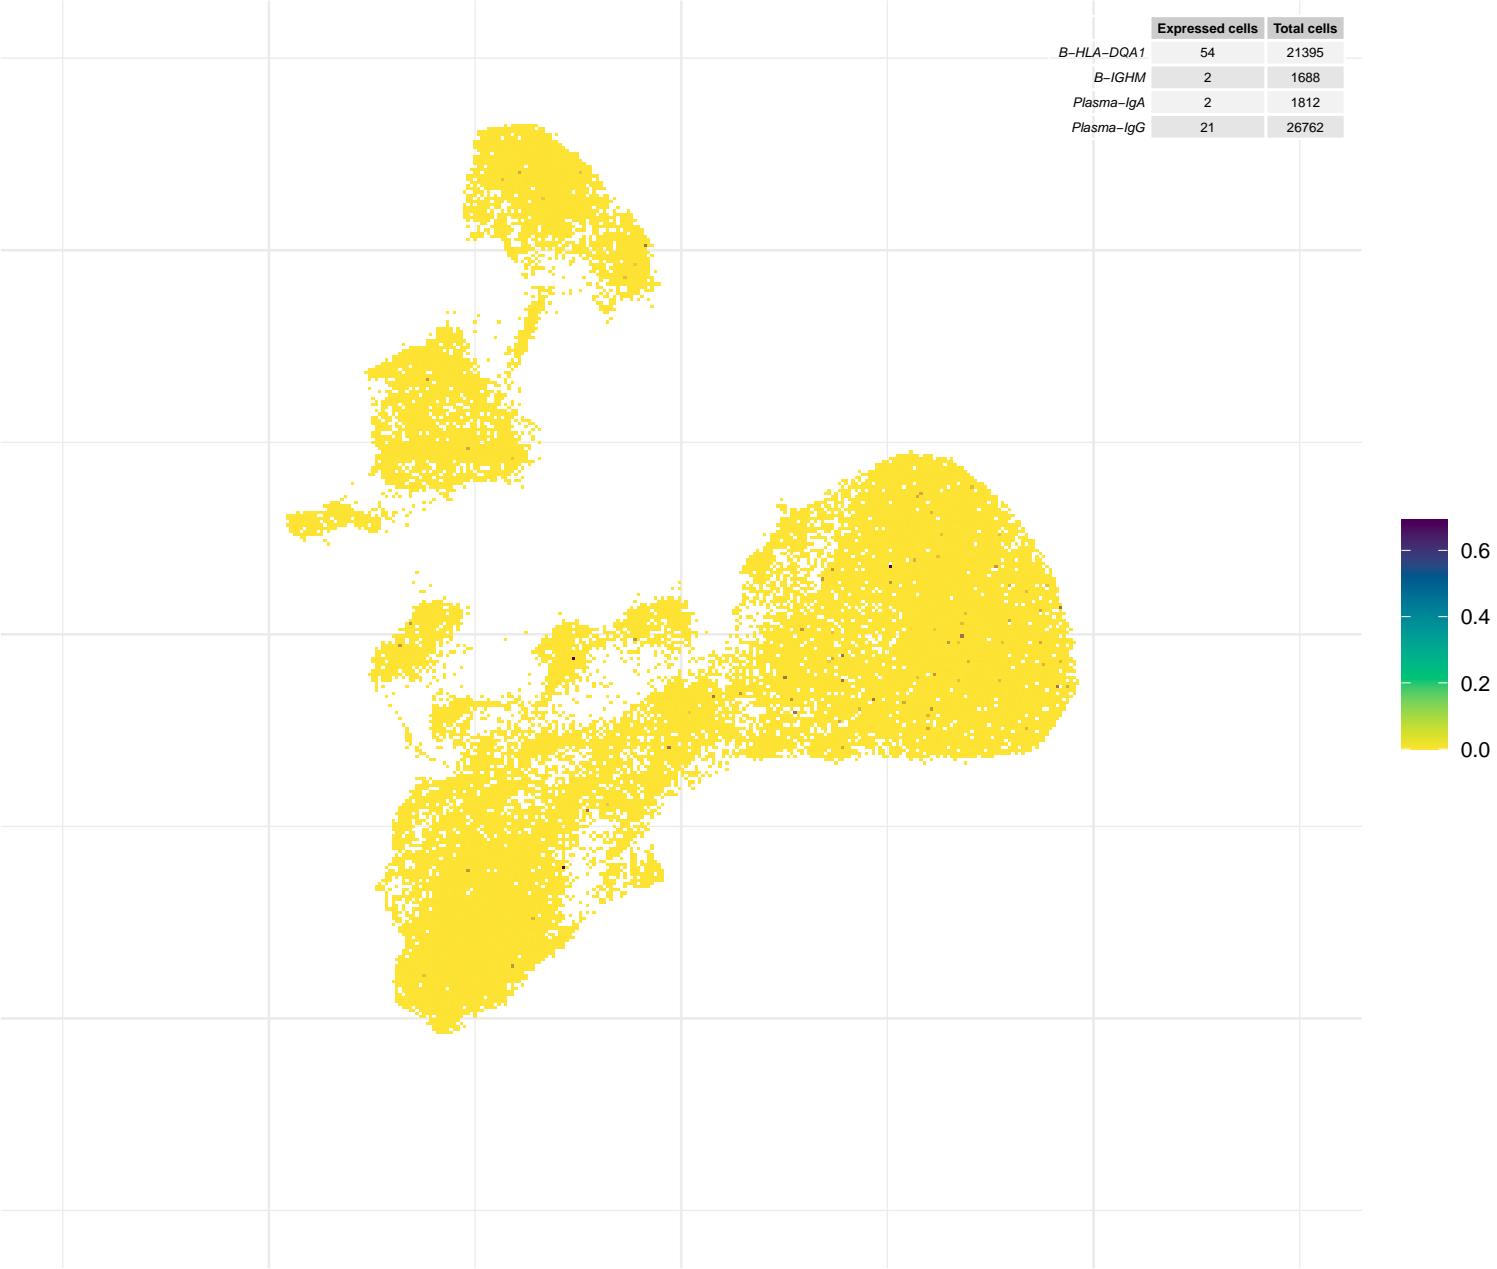 Expressed cells Total cells
B−HLA−DQA1 54 21395
B−IGHM 2 1688
Plasma−IgA 2 1812
Plasma−IgG 21 26762
0.6
0.4
0.2
0.0